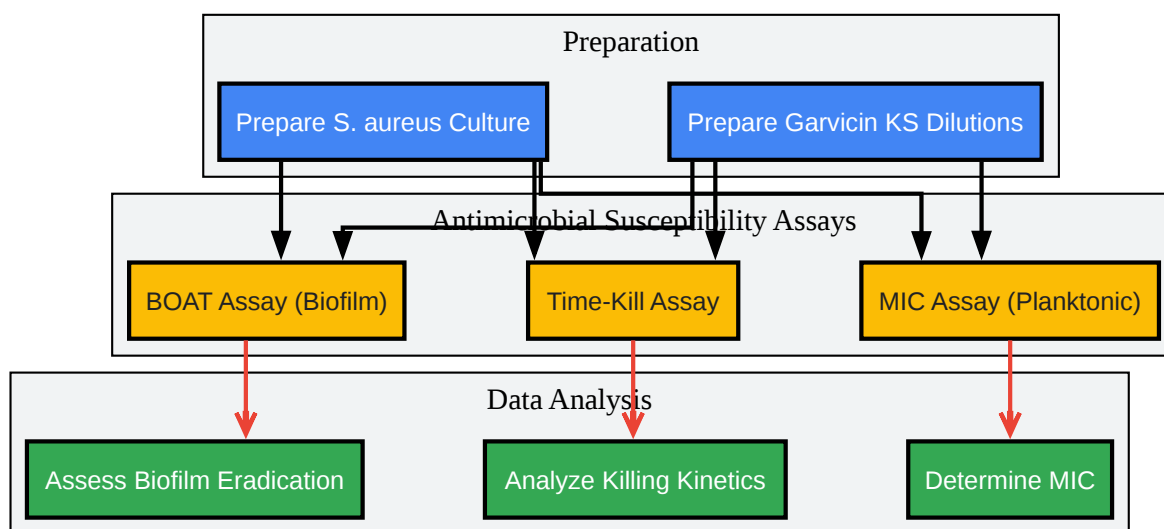 Preparation
Prepare S. aureus Culture
Prepare Garvicin KS Dilutions
Antimicrobial Susceptibility Assays
BOAT Assay (Biofilm)
Time-Kill Assay
MIC Assay (Planktonic)
Data Analysis
Assess Biofilm Eradication
Analyze Killing Kinetics
Determine MIC